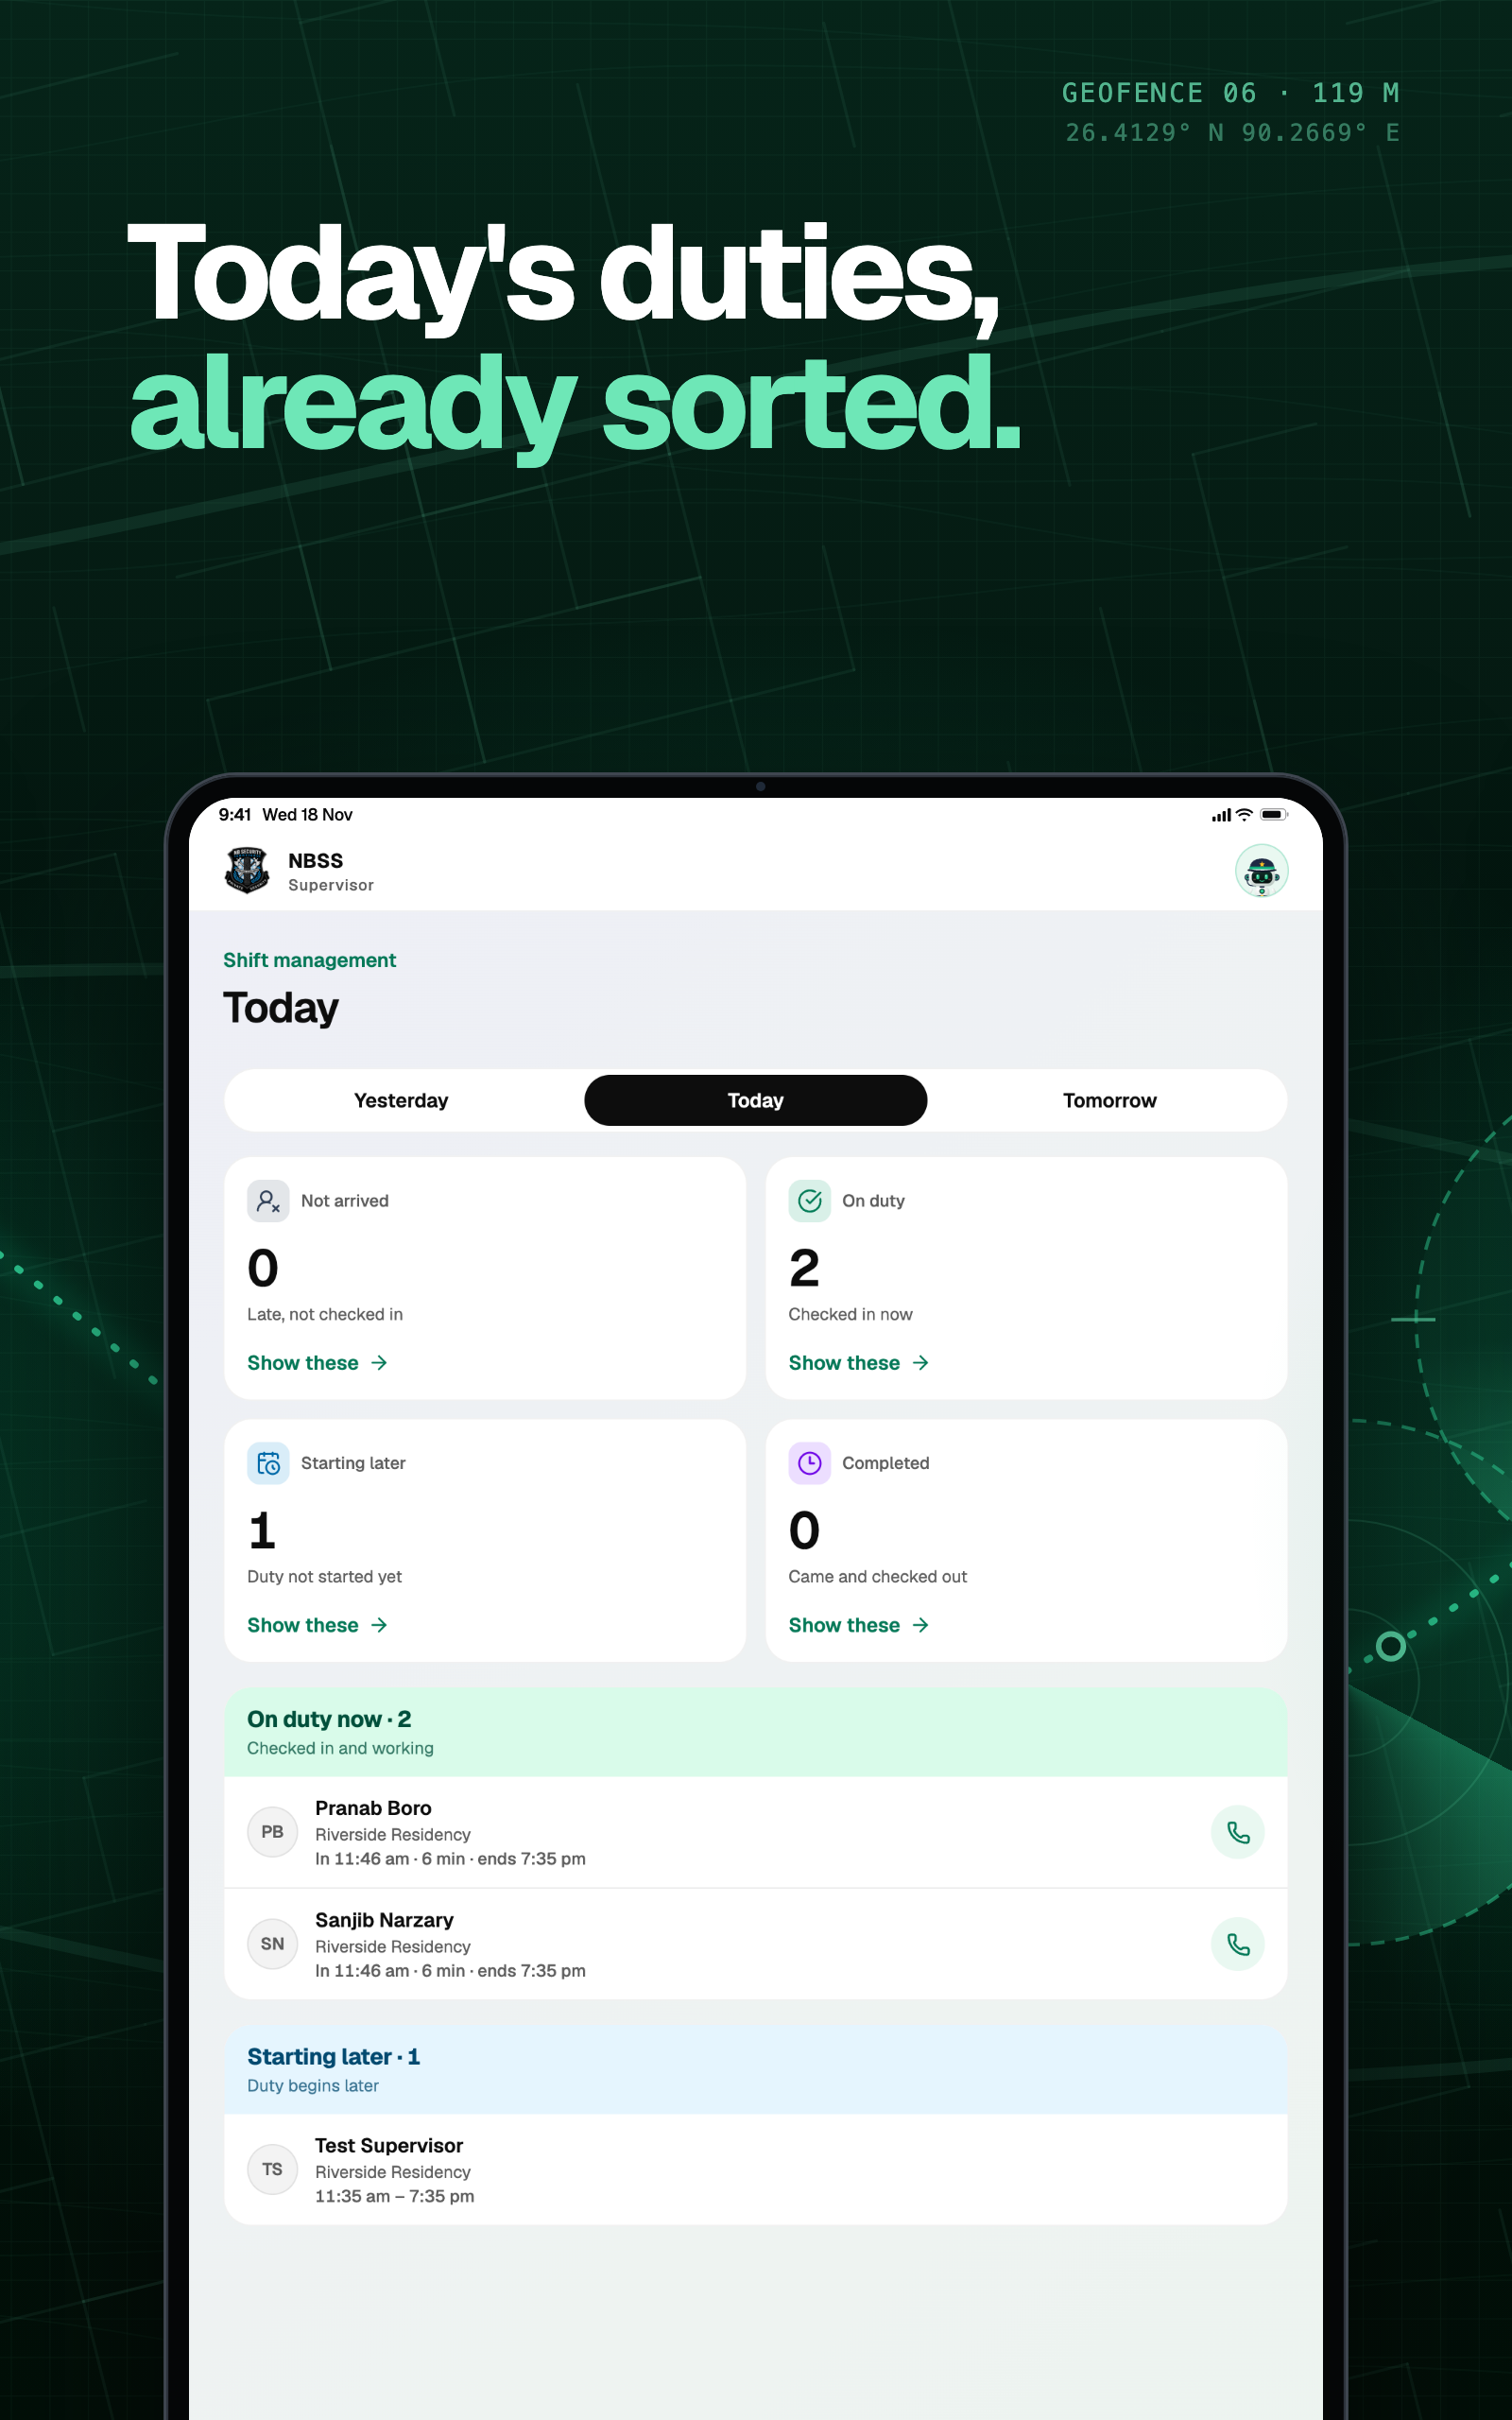 GEOFENCE 06 · 119 M
26.4129° N 90.2669° E
Today's duties,
already sorted.
9:41 Wed 18 Nov
NBSS
Supervisor
Shift management
Today
Yesterday
Today
Tomorrow
Not arrived
0
Late, not checked in
Show these →
On duty
2
Checked in now
Show these →
Starting later
1
Duty not started yet
Show these →
Completed
0
Came and checked out
Show these →
On duty now · 2
Checked in and working
PB
Pranab Boro
Riverside Residency
In 11:46 am · 6 min · ends 7:35 pm
SN
Sanjib Narzary
Riverside Residency
In 11:46 am · 6 min · ends 7:35 pm
Starting later · 1
Duty begins later
TS
Test Supervisor
Riverside Residency
11:35 am – 7:35 pm